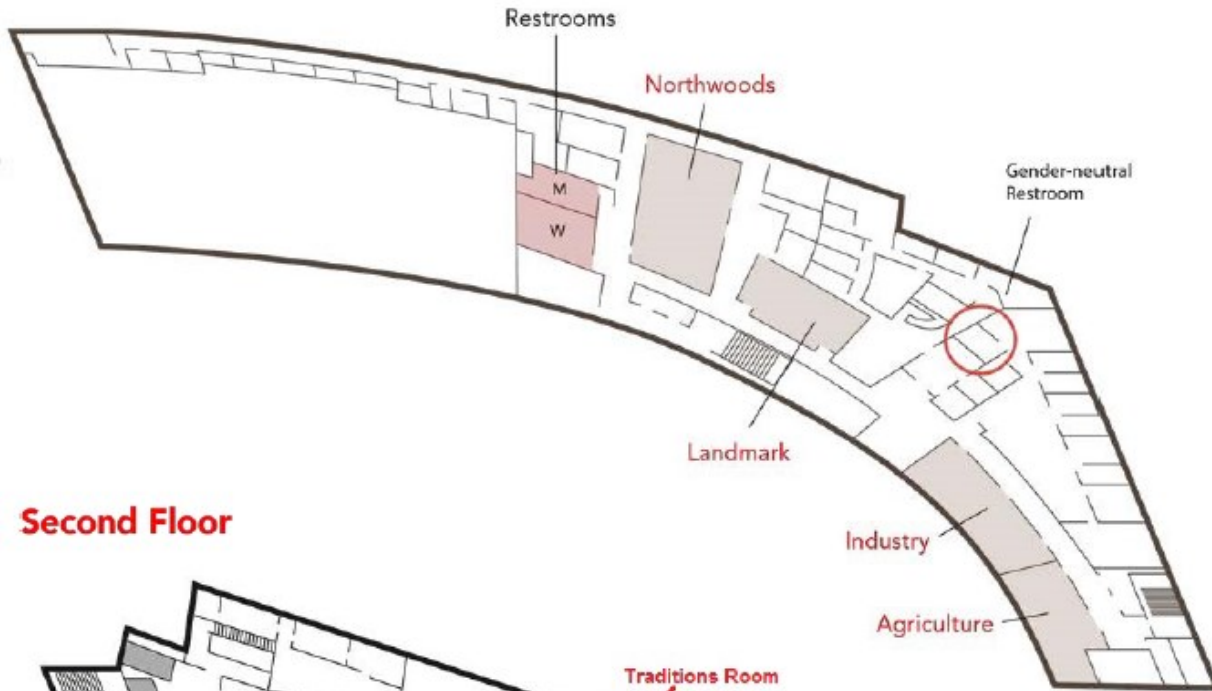 Restrooms
Northwoods
Gender-neutral
Restroom
M
W
Landmark
Second Floor
Industry
Agriculture
Traditions Room